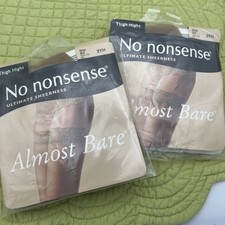 Thigh Highs
No nonsense®
ULTIMATE SHEERNESS
Almost Bare®
Thigh Highs
No nonsense®
ULTIMATE SHEERNESS
Almost Bare®